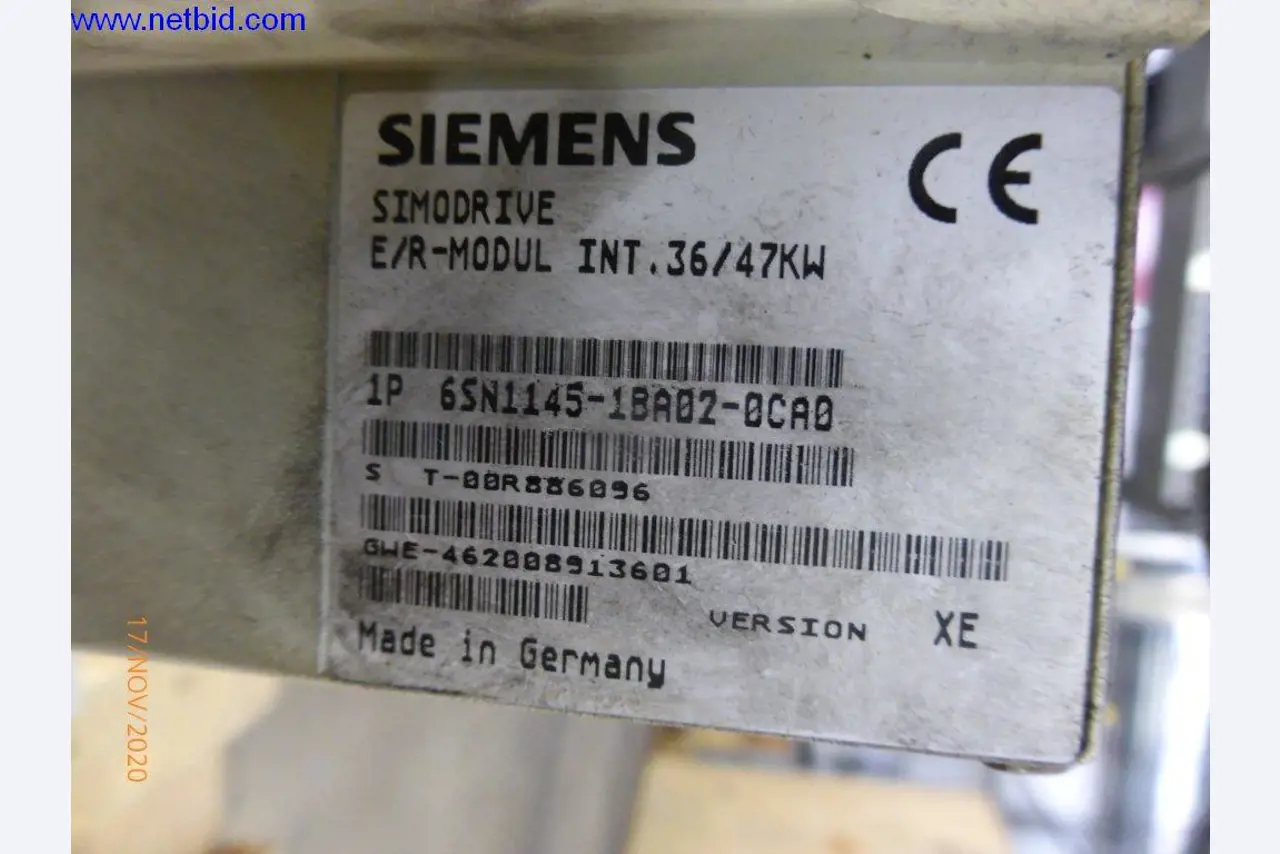 www.netbid.com
SIEMENS
CE
SIMODRIVE
E/R-MODUL INT.36/47KW
1P 6SN1145-1BA02-0CA0
S T-00R886096
GWE-462008913601
VERSION XE
Made in Germany
17/NOV/2020